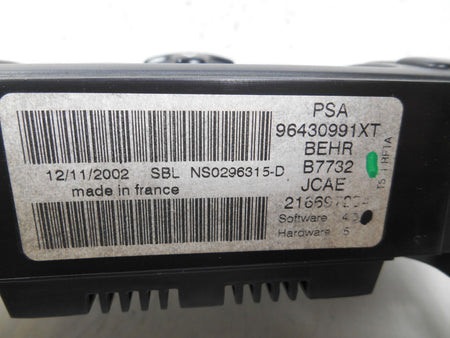 12/11/2002 SBL NS0296315-D
made in france
PSA
96430991XT
BEHR
B7732
JCAE
Software
Hardware 5